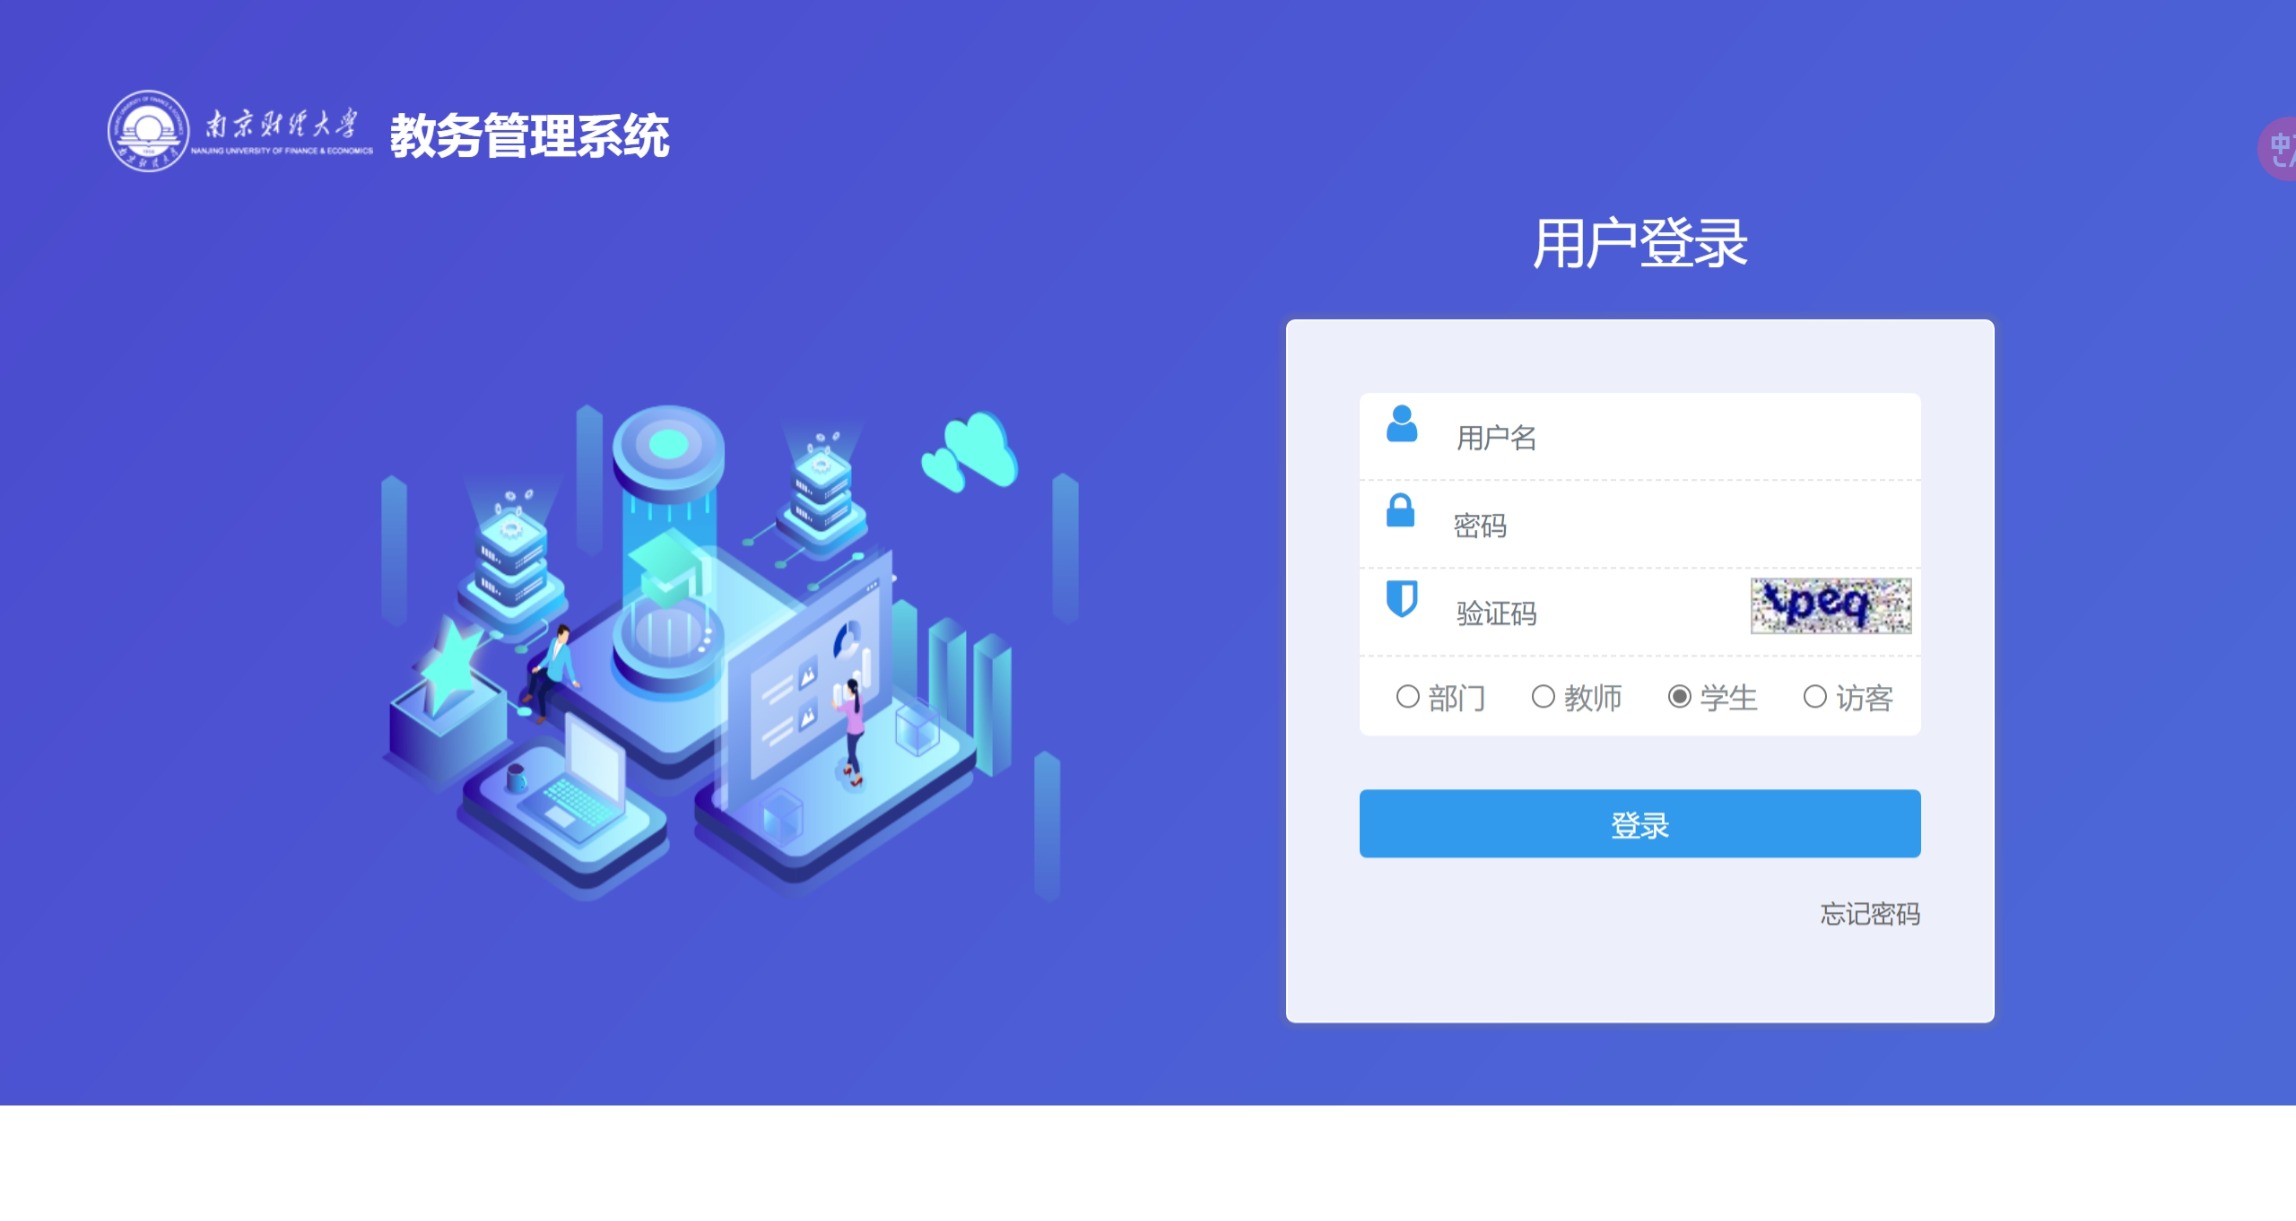 南京财经大学
NANJING UNIVERSITY OF FINANCE & ECONOMICS
教务管理系统
用户登录
用户名
密码
验证码
tpeq
部门 教师 学生 访客
登录
忘记密码
中